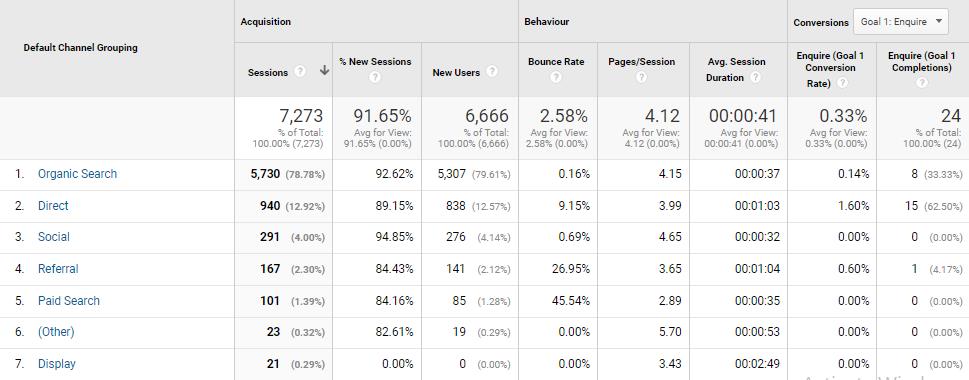 Default Channel Grouping
Acquisition
Behaviour
Conversions Goal 1: Enquire
Sessions ? % New Sessions ? New Users ? Bounce Rate ? Pages/Session ? Avg. Session Duration ? Enquire (Goal 1 Conversion Rate) ? Enquire (Goal 1 Completions) ?
7,273 91.65% 6,666 2.58% 4.12 00:00:41 0.33% 24
% of Total: Avg for View: % of Total: Avg for View: Avg for View: Avg for View: Avg for View: % of Total:
100.00% (7,273) 91.65% (0.00%) 100.00% (6,666) 2.58% (0.00%) 4.12 (0.00%) 00:00:41 (0.00%) 0.33% (0.00%) 100.00% (24)
1. Organic Search 5,730 (78.78%) 92.62% 5,307 (79.61%) 0.16% 4.15 00:00:37 0.14% 8 (33.33%)
2. Direct 940 (12.92%) 89.15% 838 (12.57%) 9.15% 3.99 00:01:03 1.60% 15 (62.50%)
3. Social 291 (4.00%) 94.85% 276 (4.14%) 0.69% 4.65 00:00:32 0.00% 0 (0.00%)
4. Referral 167 (2.30%) 84.43% 141 (2.12%) 26.95% 3.65 00:01:04 0.60% 1 (4.17%)
5. Paid Search 101 (1.39%) 84.16% 85 (1.28%) 45.54% 2.89 00:00:35 0.00% 0 (0.00%)
6. (Other) 23 (0.32%) 82.61% 19 (0.29%) 0.00% 5.70 00:00:53 0.00% 0 (0.00%)
7. Display 21 (0.29%) 0.00% 0 (0.00%) 0.00% 3.43 00:02:49 0.00% 0 (0.00%)